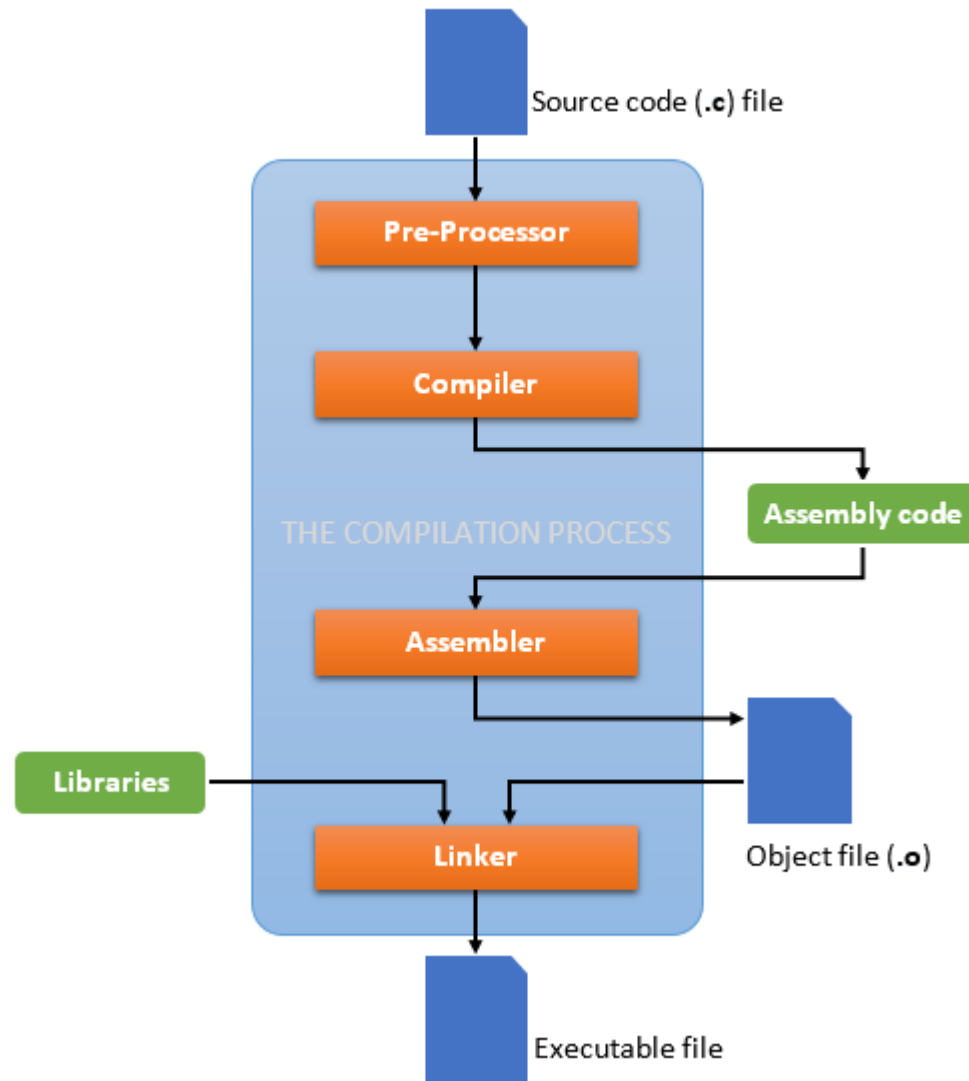 Source code (.c) file
Pre-Processor
Compiler
Assembly code
THE COMPILATION PROCESS
Assembler
Libraries
Linker
Object file (.o)
Executable file